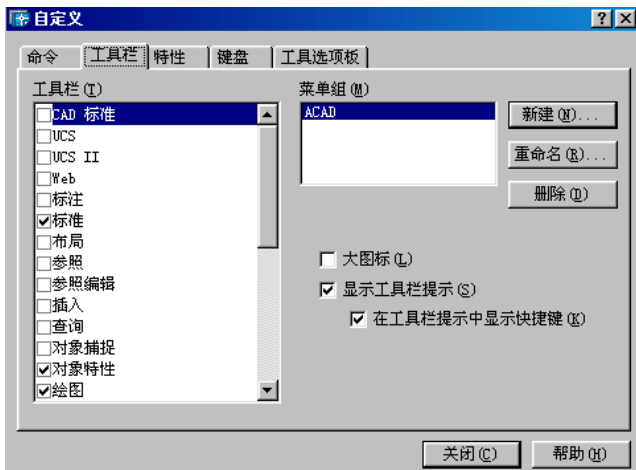 自定义
命令 工具栏 特性 键盘 工具选项板
工具栏(T)
CAD 标准
UCS
UCS II
Web
标注
标准
布局
参照
参照编辑
插入
查询
对象捕捉
对象特性
绘图
菜单组(M)
ACAD
新建(N)...
重命名(R)...
删除(D)
大图标(L)
显示工具栏提示(S)
在工具栏提示中显示快捷键(K)
关闭(C)
帮助(H)